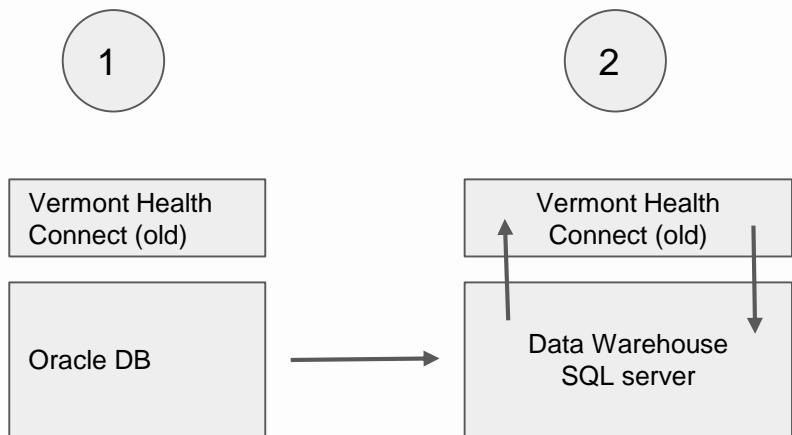 1
2
Vermont Health
Connect (old)
Vermont Health
Connect (old)
Oracle DB
Data Warehouse
SQL server